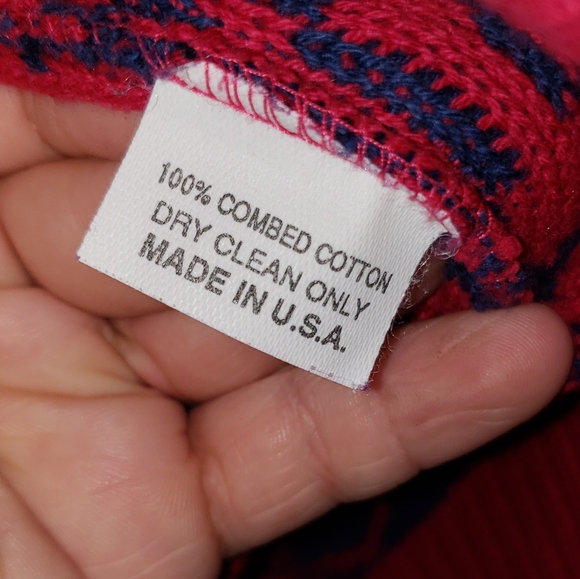 100% COMBED COTTON
DRY CLEAN ONLY
MADE IN U.S.A.